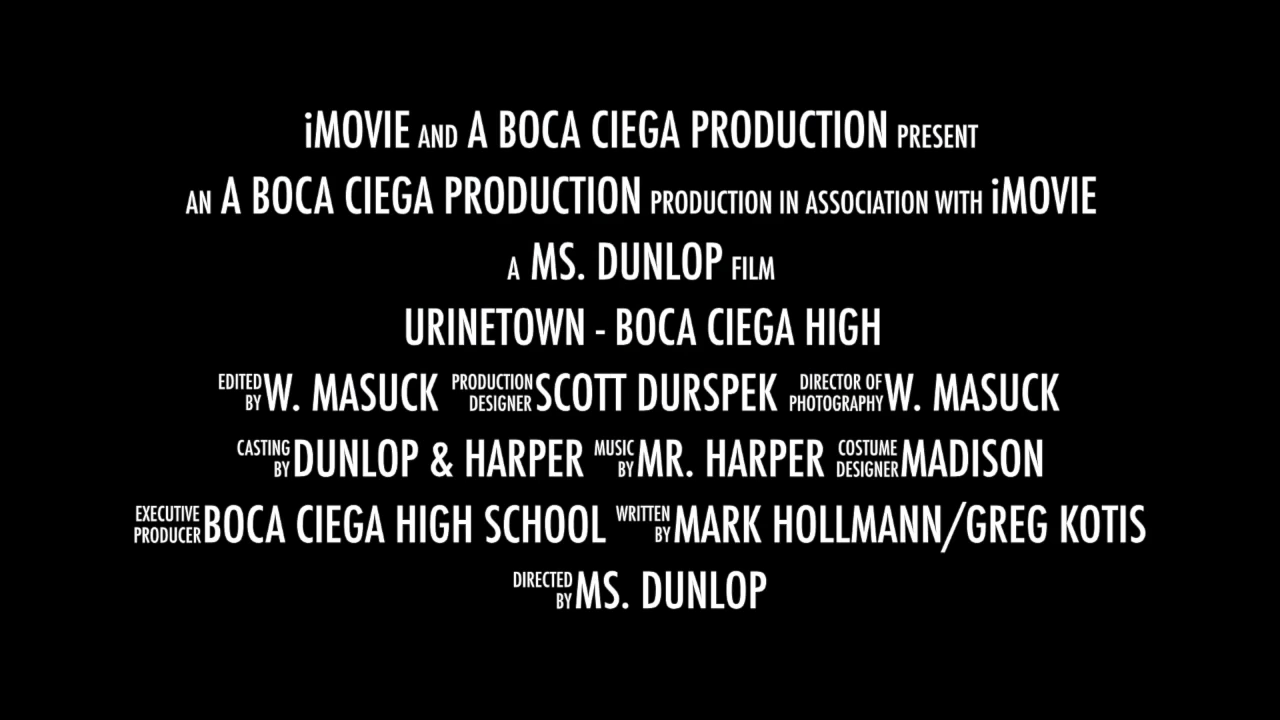 iMOVIE AND A BOCA CIEGA PRODUCTION PRESENT
AN A BOCA CIEGA PRODUCTION PRODUCTION IN ASSOCIATION WITH iMOVIE
A MS. DUNLOP FILM
URINETOWN - BOCA CIEGA HIGH
EDITED BY W. MASUCK PRODUCTION DESIGNER SCOTT DURSPEK DIRECTOR OF PHOTOGRAPHY W. MASUCK
CASTING BY DUNLOP & HARPER MUSIC BY MR. HARPER COSTUME DESIGNER MADISON
EXECUTIVE PRODUCER BOCA CIEGA HIGH SCHOOL WRITTEN BY MARK HOLLMANN/GREG KOTIS
DIRECTED BY MS. DUNLOP